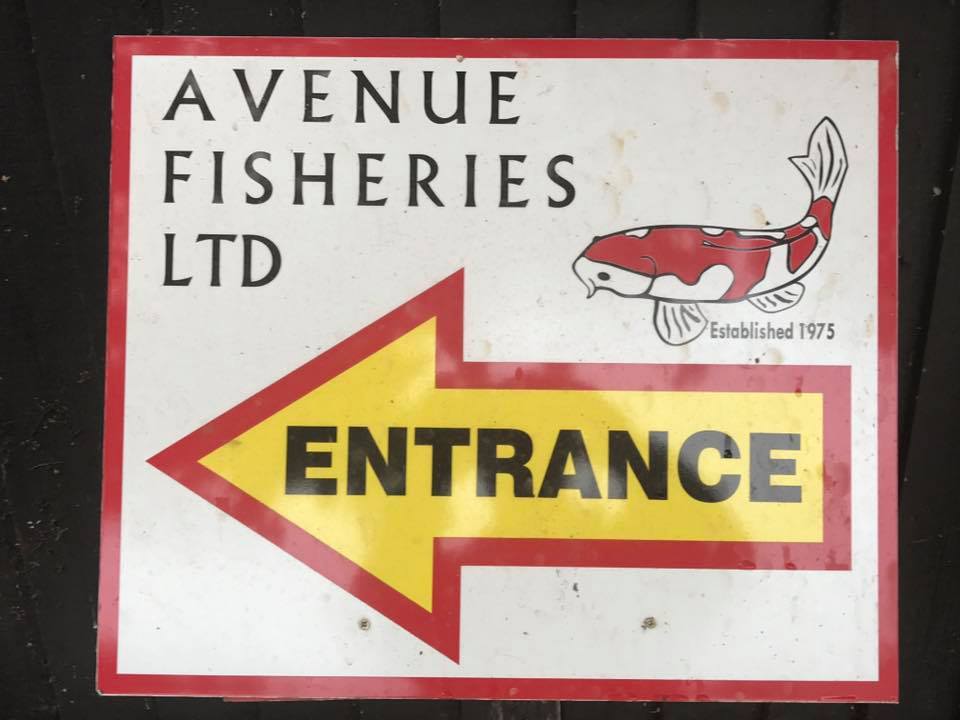 AVENUE
FISHERIES
LTD
Established 1975
ENTRANCE